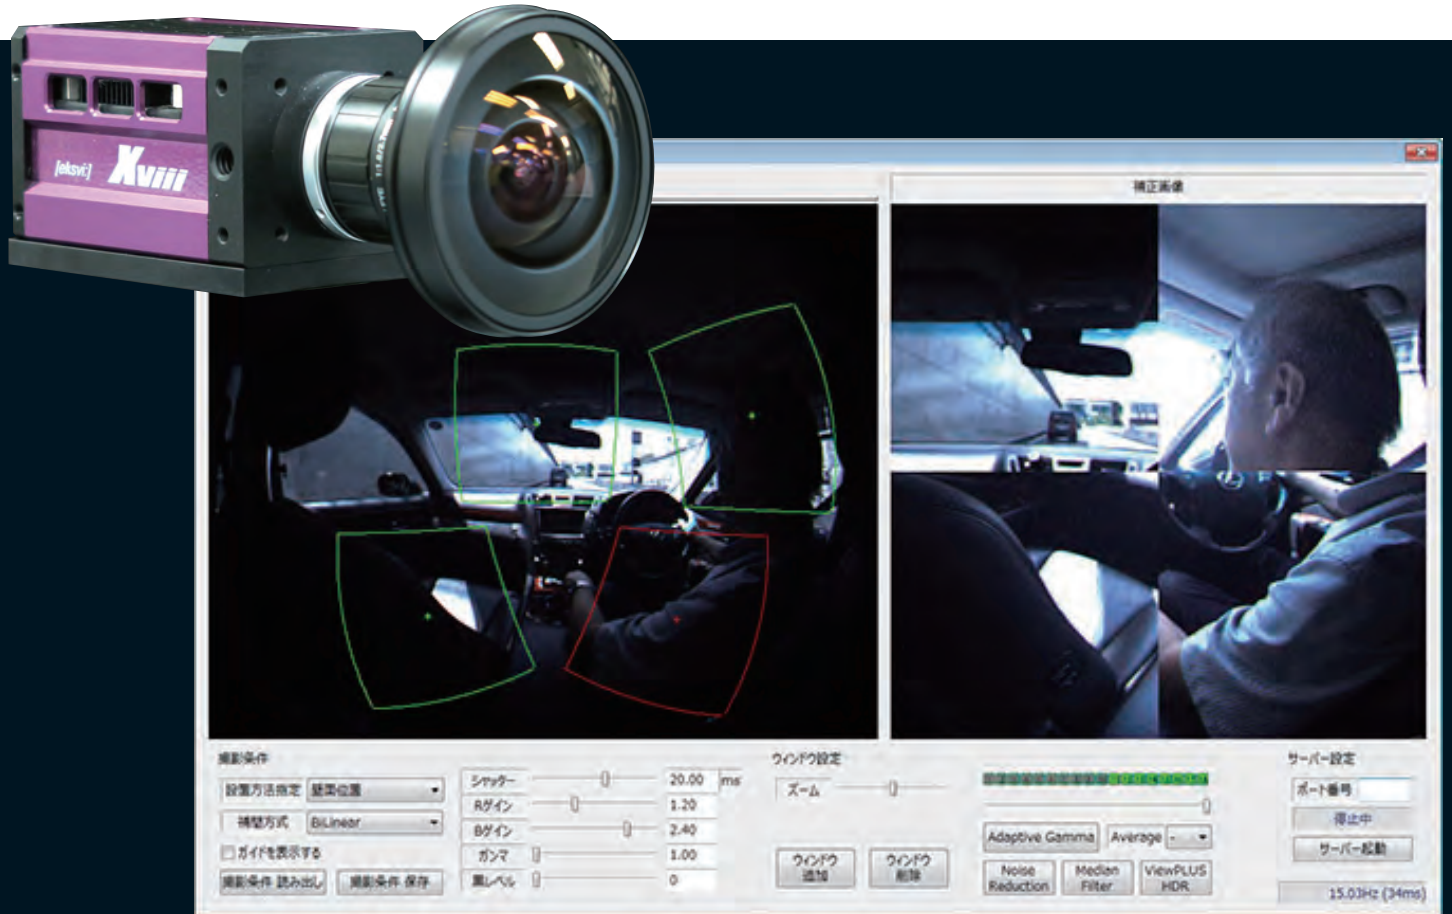 [eksvi:]
Xviii
補正画像
撮影条件
設置方法指定 壁面位置
補間方式 BiLinear
ガイドを表示する
撮影条件 読み出し 撮影条件 保存
シャッター 20.00 ms
Rゲイン 1.20
Bゲイン 2.40
ガンマ 1.00
黒レベル 0
ウィンドウ設定
ズーム
ウィンドウ
追加
ウィンドウ
削除
Adaptive Gamma Average -
Noise
Reduction
Median
Filter
ViewPLUS
HDR
サーバー設定
ポート番号
停止中
サーバー起動
15.03Hz (34ms)